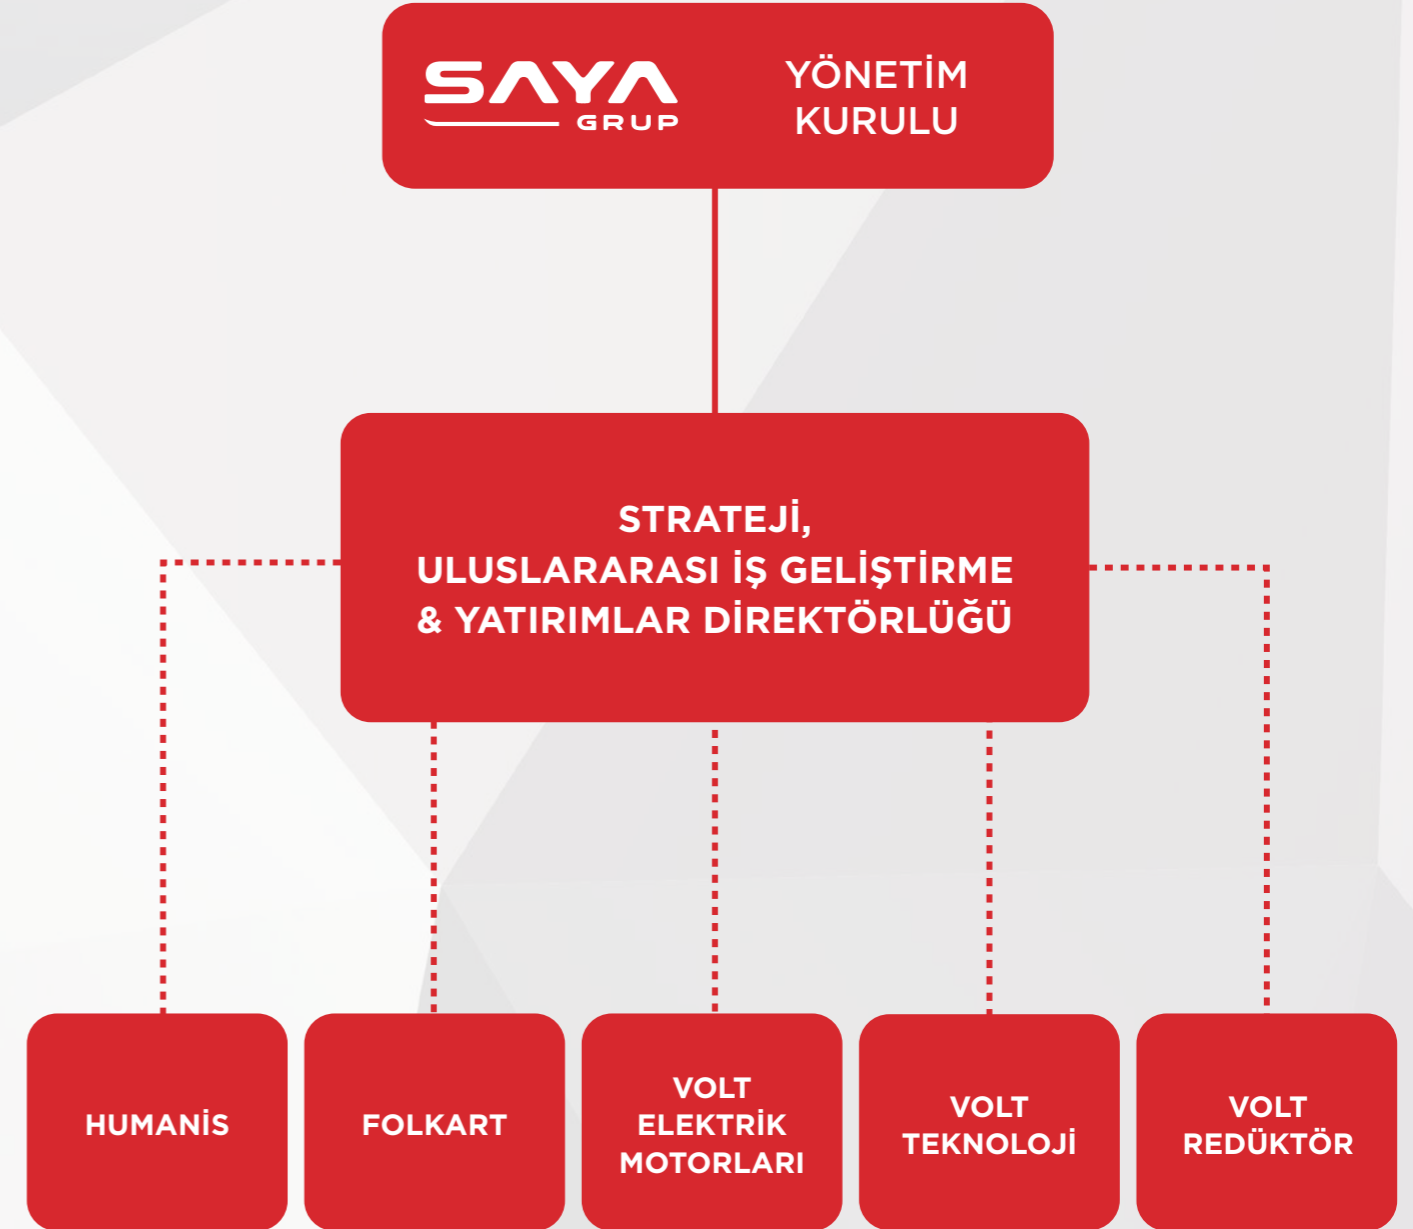 SAYA
GRUP
YÖNETİM
KURULU
STRATEJİ,
ULUSLARARASI İŞ GELİŞTİRME
& YATIRIMLAR DİREKTÖRLÜĞÜ
HUMANİS
FOLKART
VOLT
ELEKTRİK
MOTORLARI
VOLT
TEKNOLOJİ
VOLT
REDÜKTÖR